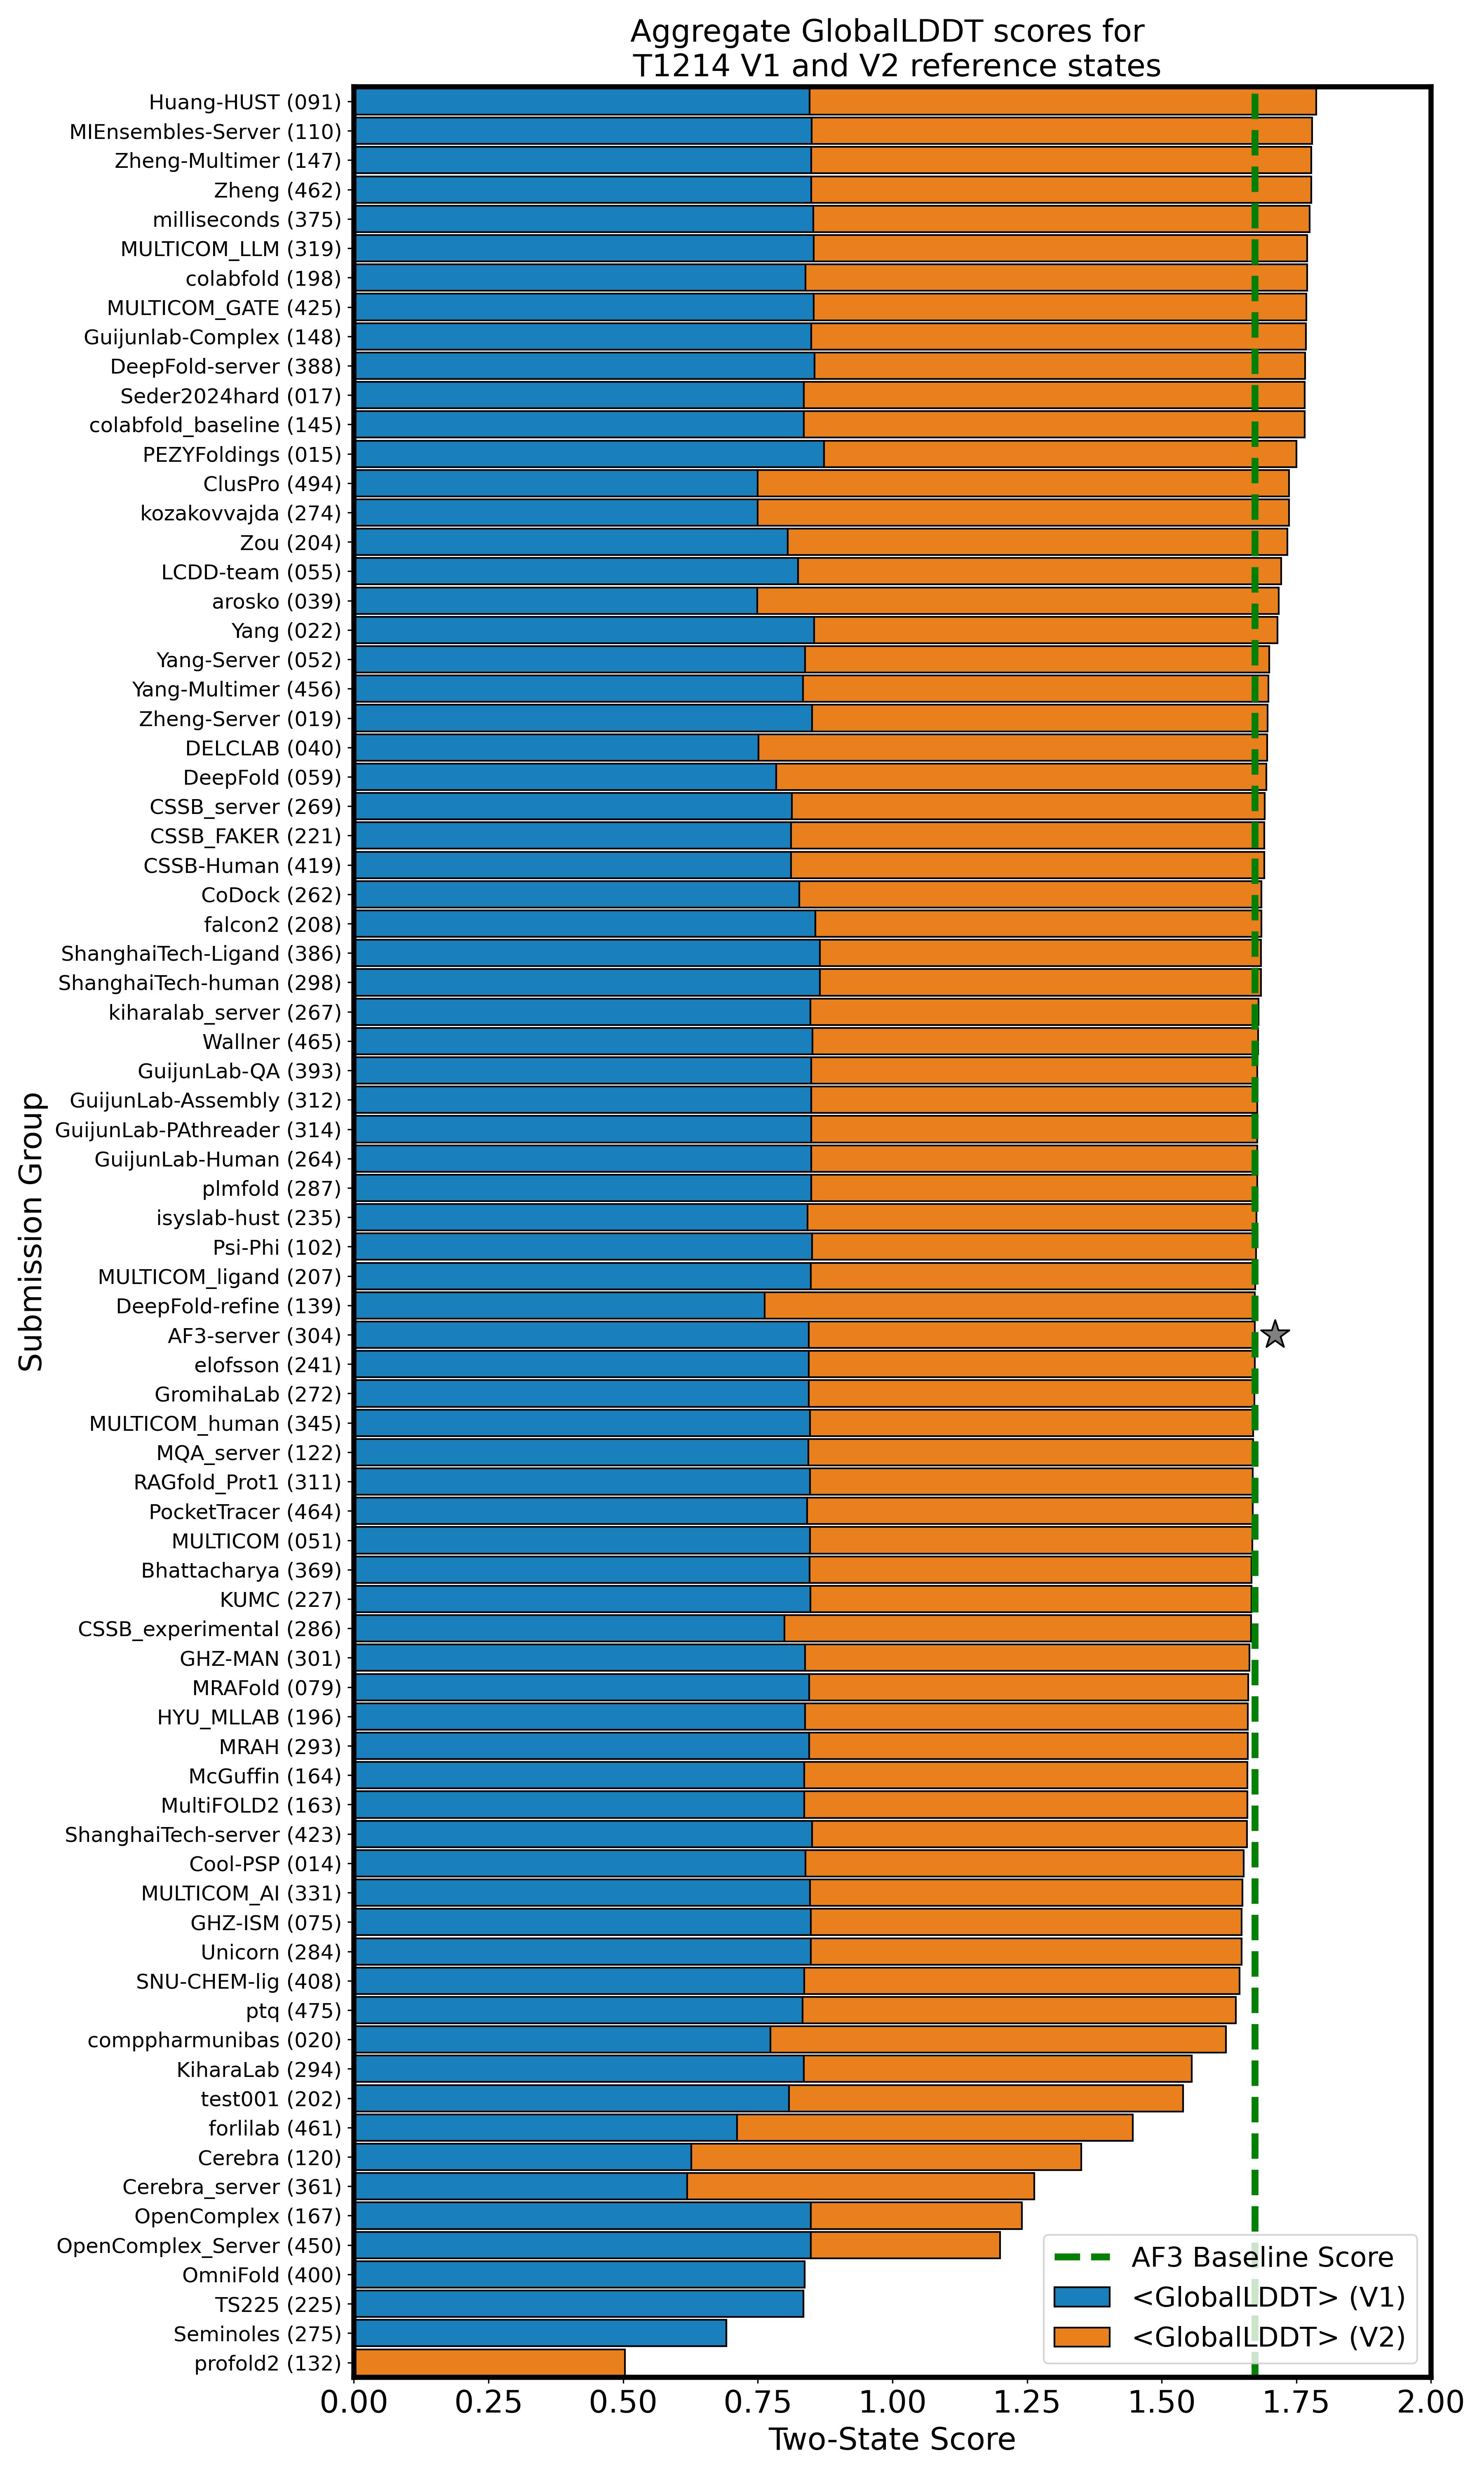 Aggregate GlobalLDDT scores for
T1214 V1 and V2 reference states
Huang-HUST (091)
MIEnsembles-Server (110)
Zheng-Multimer (147)
Zheng (462)
milliseconds (375)
MULTICOM_LLM (319)
colabfold (198)
MULTICOM_GATE (425)
Guijunlab-Complex (148)
DeepFold-server (388)
Seder2024hard (017)
colabfold_baseline (145)
PEZYFoldings (015)
ClusPro (494)
kozakovvajda (274)
Zou (204)
LCDD-team (055)
arosko (039)
Yang (022)
Yang-Server (052)
Yang-Multimer (456)
Zheng-Server (019)
DELCLAB (040)
DeepFold (059)
CSSB_server (269)
CSSB_FAKER (221)
CSSB-Human (419)
CoDock (262)
falcon2 (208)
ShanghaiTech-Ligand (386)
ShanghaiTech-human (298)
kiharalab_server (267)
Wallner (465)
GuijunLab-QA (393)
GuijunLab-Assembly (312)
GuijunLab-PAthreader (314)
GuijunLab-Human (264)
plmfold (287)
isyslab-hust (235)
Psi-Phi (102)
MULTICOM_ligand (207)
DeepFold-refine (139)
AF3-server (304)
elofsson (241)
GromihaLab (272)
MULTICOM_human (345)
MQA_server (122)
RAGfold_Prot1 (311)
PocketTracer (464)
MULTICOM (051)
Bhattacharya (369)
KUMC (227)
CSSB_experimental (286)
GHZ-MAN (301)
MRAFold (079)
HYU_MLLAB (196)
MRAH (293)
McGuffin (164)
MultiFOLD2 (163)
ShanghaiTech-server (423)
Cool-PSP (014)
MULTICOM_AI (331)
GHZ-ISM (075)
Unicorn (284)
SNU-CHEM-lig (408)
ptq (475)
comppharmunibas (020)
KiharaLab (294)
test001 (202)
forlilab (461)
Cerebra (120)
Cerebra_server (361)
OpenComplex (167)
OpenComplex_Server (450)
OmniFold (400)
TS225 (225)
Seminoles (275)
profold2 (132)
Submission Group
AF3 Baseline Score
<GlobalLDDT> (V1)
<GlobalLDDT> (V2)
0.00 0.25 0.50 0.75 1.00 1.25 1.50 1.75 2.00
Two-State Score